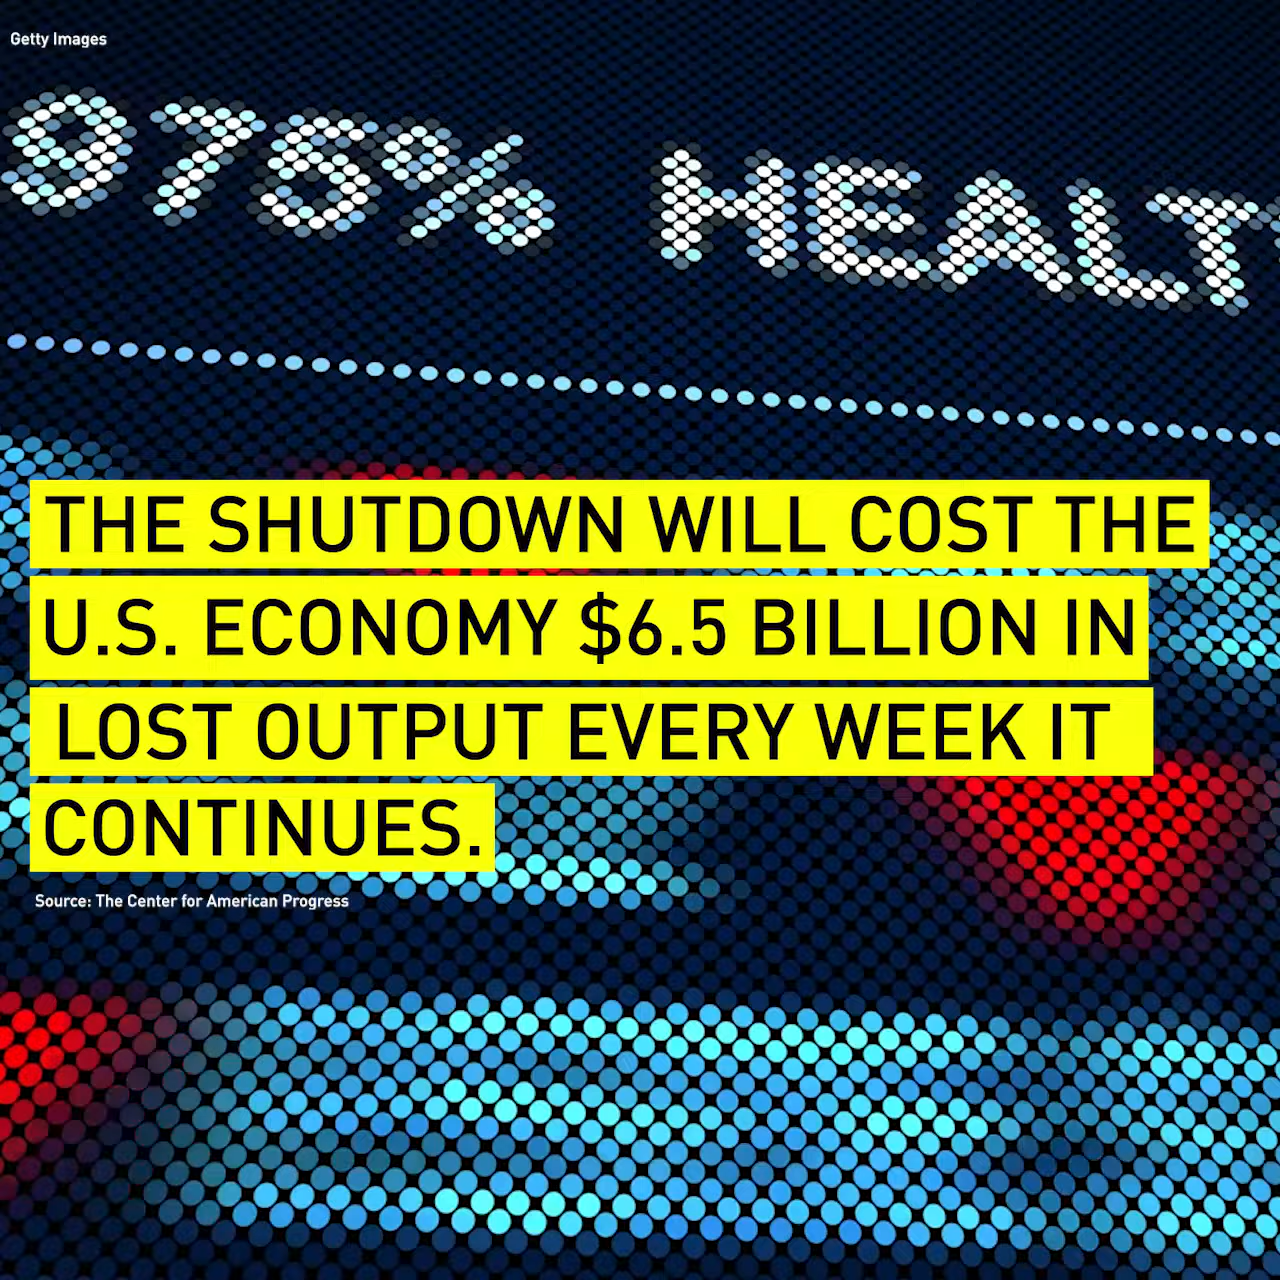 Getty Images
975% HEALT
THE SHUTDOWN WILL COST THE
U.S. ECONOMY $6.5 BILLION IN
LOST OUTPUT EVERY WEEK IT
CONTINUES.
Source: The Center for American Progress